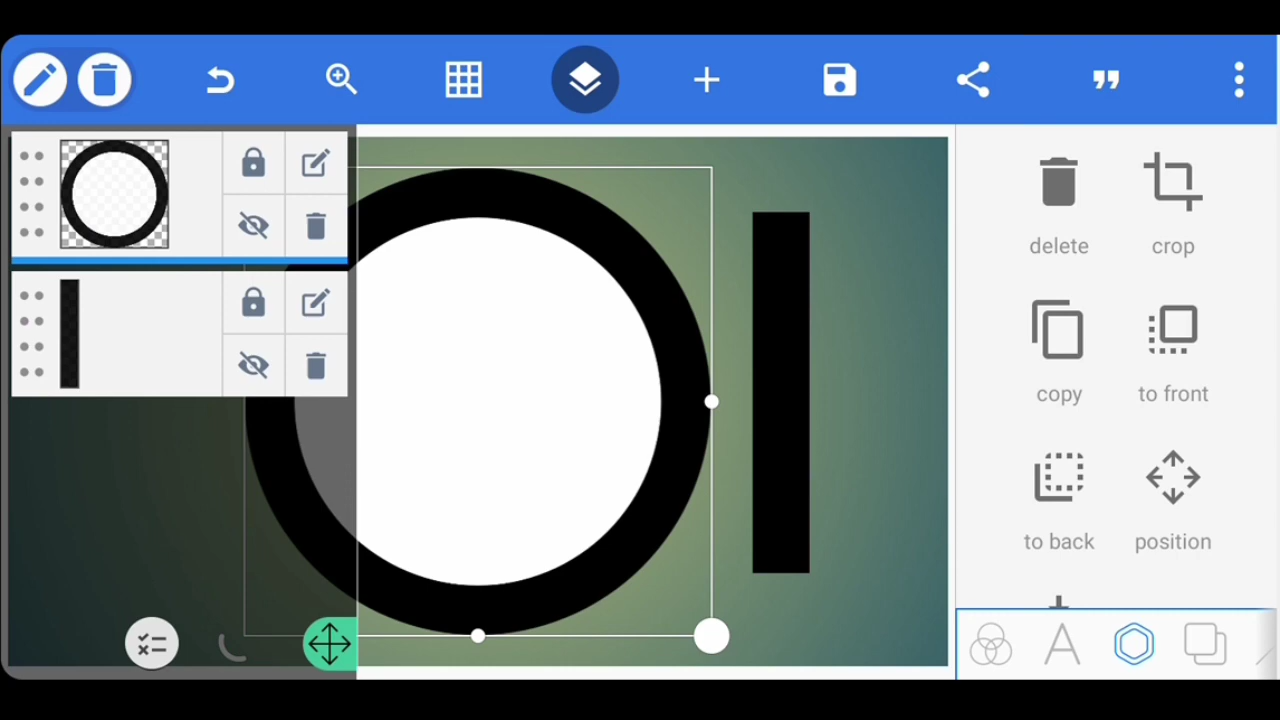 delete
crop
copy
to front
to back
position